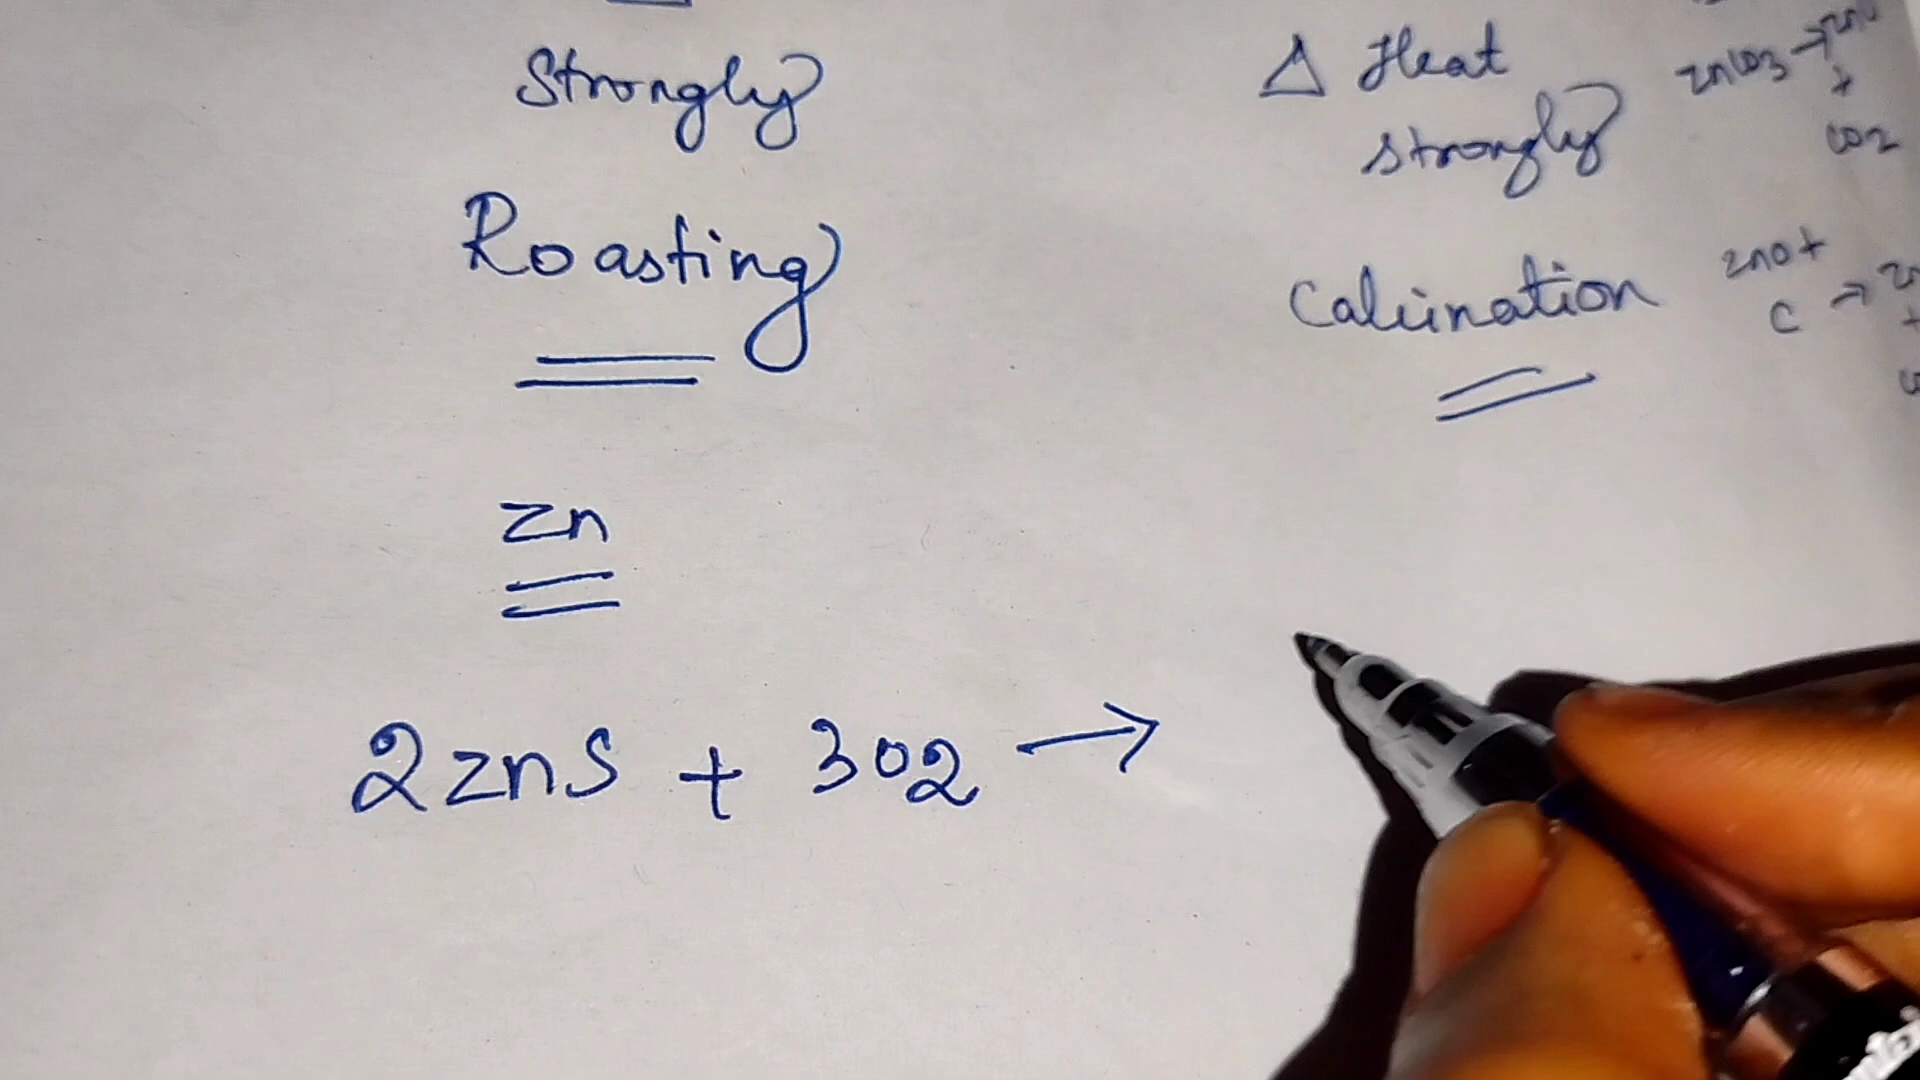 Strongly
Roasting
Zn
2ZnS + 3O2 →
Δ Heat
strongly
Calcination
ZnCO3 →
+
CO2
ZnO +
C →
+